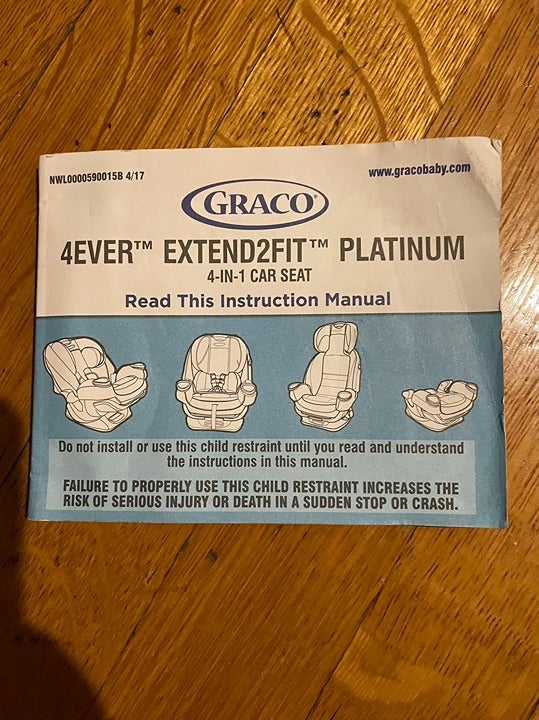 NWL0000590015B 4/17
www.gracobaby.com
GRACO®
4EVER™ EXTEND2FIT™ PLATINUM
4-IN-1 CAR SEAT
Read This Instruction Manual
Do not install or use this child restraint until you read and understand
the instructions in this manual.
FAILURE TO PROPERLY USE THIS CHILD RESTRAINT INCREASES THE
RISK OF SERIOUS INJURY OR DEATH IN A SUDDEN STOP OR CRASH.